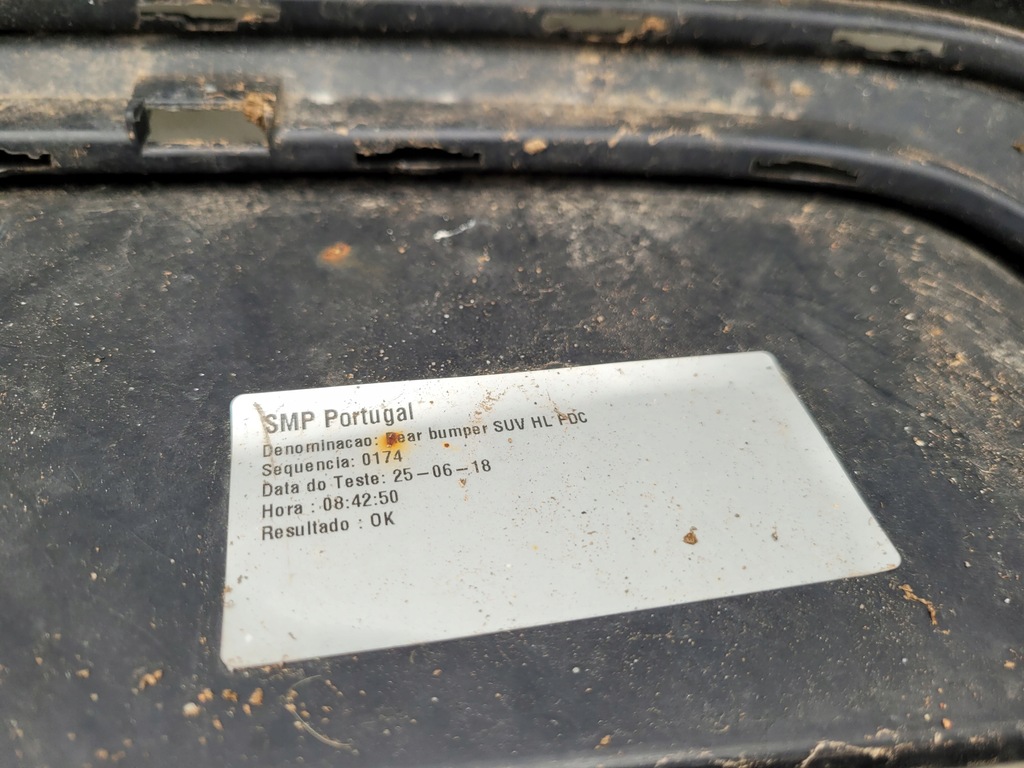 SMP Portugal
Denominacao: Rear bumper SUV HL PDC
Sequencia: 0174
Data do Teste: 25-06-18
Hora : 08:42:50
Resultado : OK